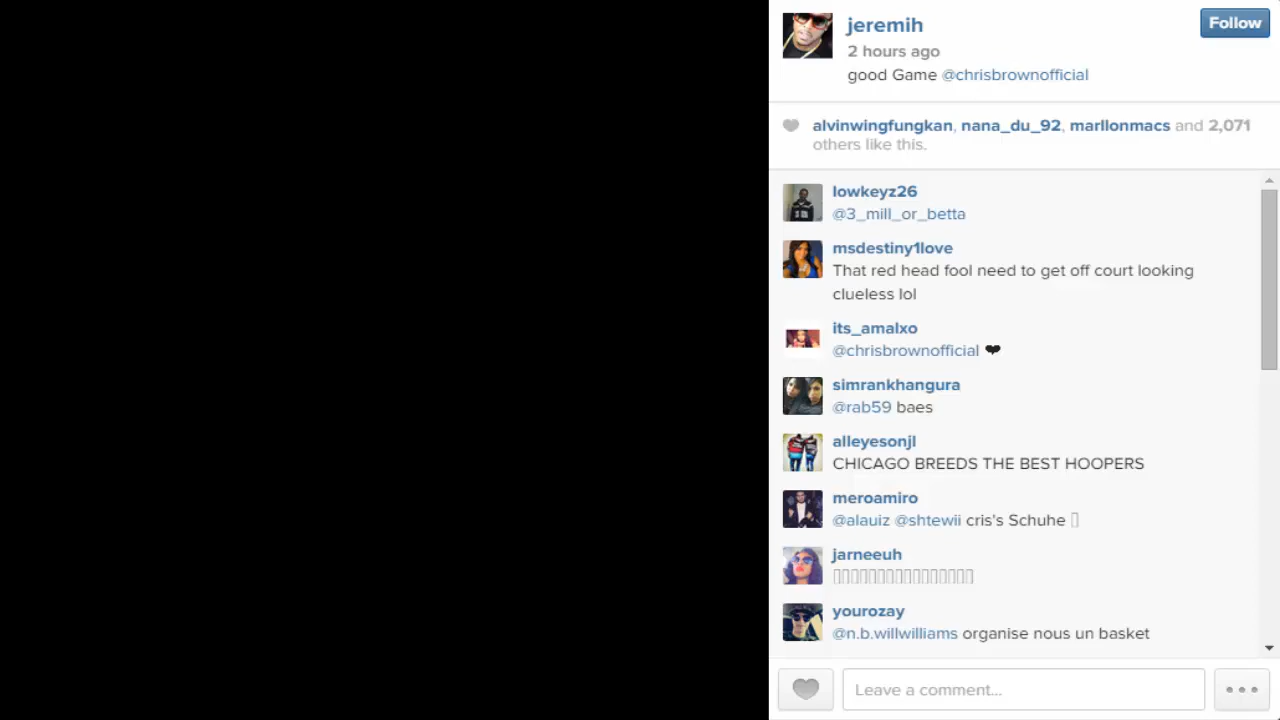 jeremih
Follow
2 hours ago
good Game @chrisbrownofficial
alvinwingfungkan, nana_du_92, marllonmacs and 2,071
others like this.
lowkeyz26
@3_mill_or_betta
msdestiny1love
That red head fool need to get off court looking
clueless lol
its_amalxo
@chrisbrownofficial ❤
simrankhangura
@rab59 baes
alleyesonjl
CHICAGO BREEDS THE BEST HOOPERS
meroamiro
@alauiz @shtewii cris's Schuhe
jarneeuh
yourozay
@n.b.willwilliams organise nous un basket
Leave a comment...